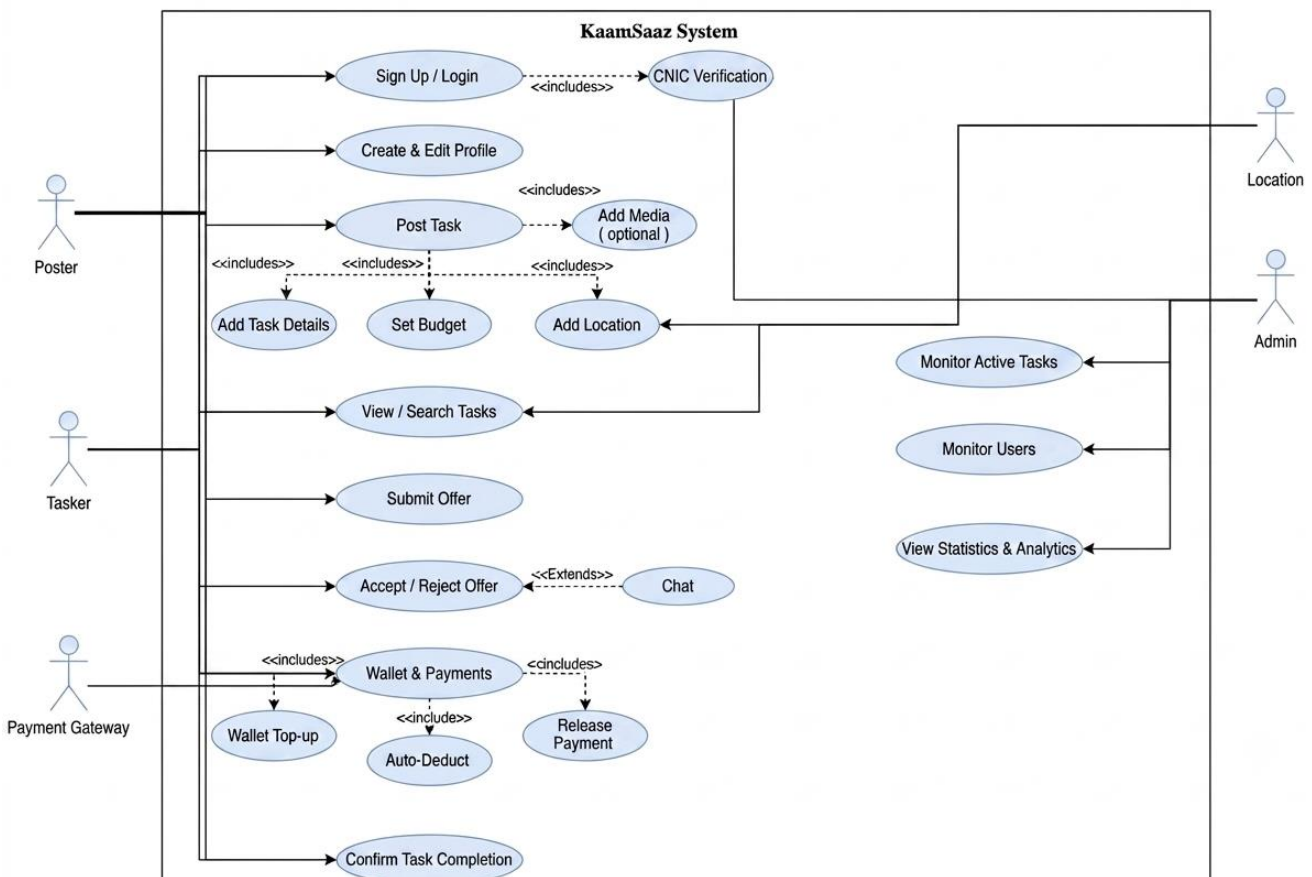 KaamSaaz System
Sign Up / Login
<<includes>>
CNIC Verification
Create & Edit Profile
Location
Poster
<<includes>>
Post Task
Add Media
( optional )
<<includes>>
<<includes>>
<<includes>>
Add Task Details
Set Budget
Add Location
Admin
Monitor Active Tasks
View / Search Tasks
Monitor Users
Tasker
Submit Offer
View Statistics & Analytics
Accept / Reject Offer
<<Extends>>
Chat
Payment Gateway
<<includes>>
Wallet & Payments
<<includes>
Wallet Top-up
<<include>>
Auto-Deduct
Release
Payment
Confirm Task Completion